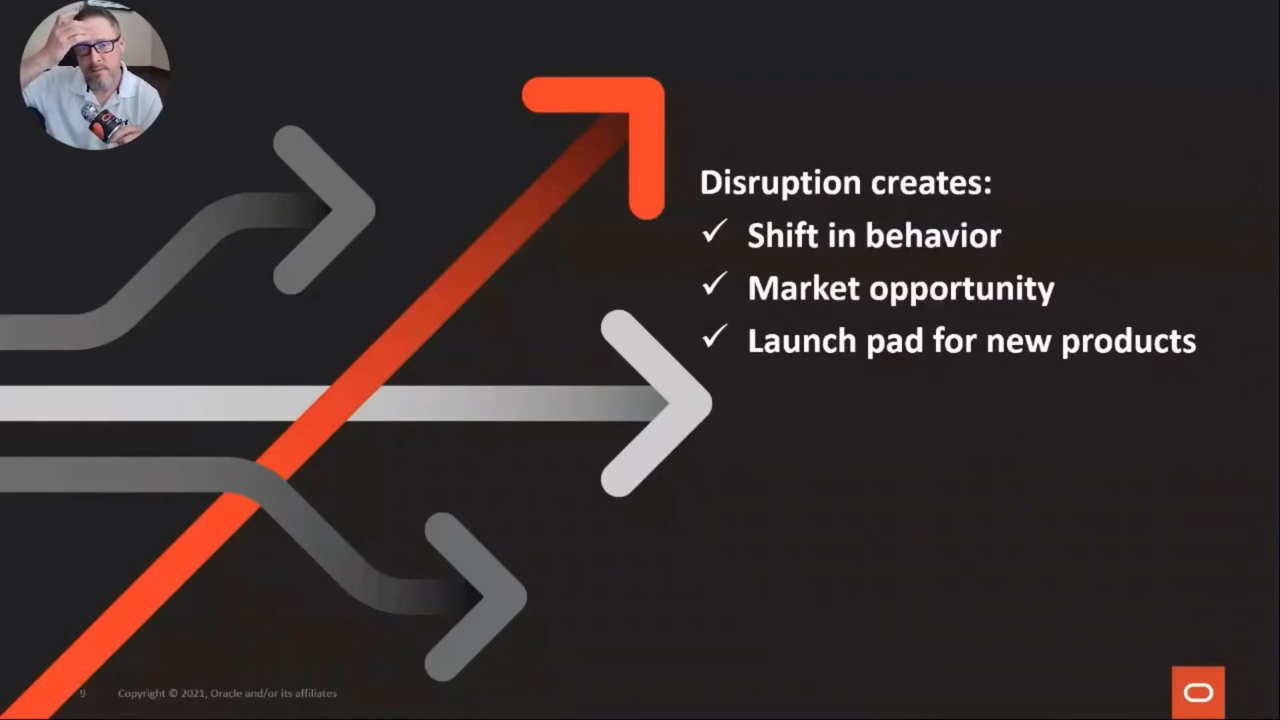 Disruption creates:
✓ Shift in behavior
✓ Market opportunity
✓ Launch pad for new products
9 Copyright © 2021, Oracle and/or its affiliates